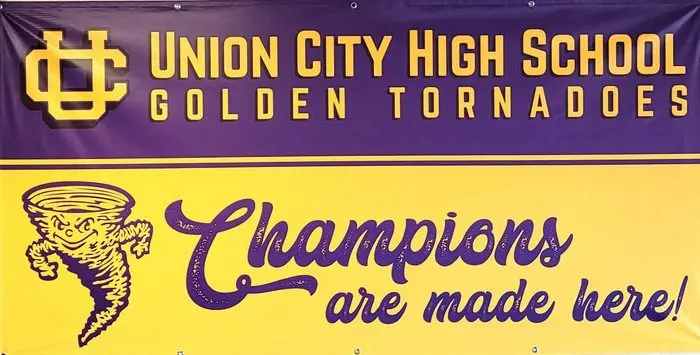 UC
UNION CITY HIGH SCHOOL
GOLDEN TORNADOES
Champions
are made here!